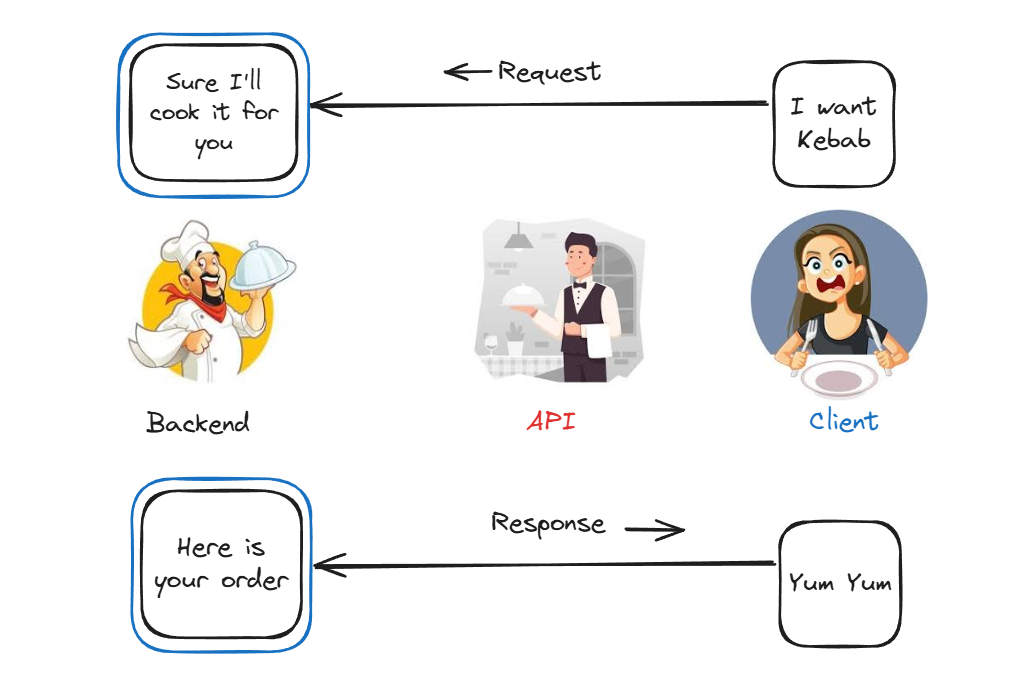 Sure I'll
cook it for
you
Request
I want
Kebab
Backend
API
Client
Here is
your order
Response
Yum Yum